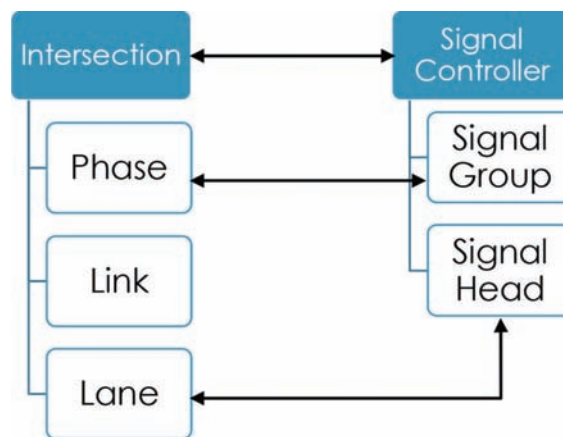 Intersection
Signal
Controller
Phase
Signal
Group
Link
Signal
Head
Lane